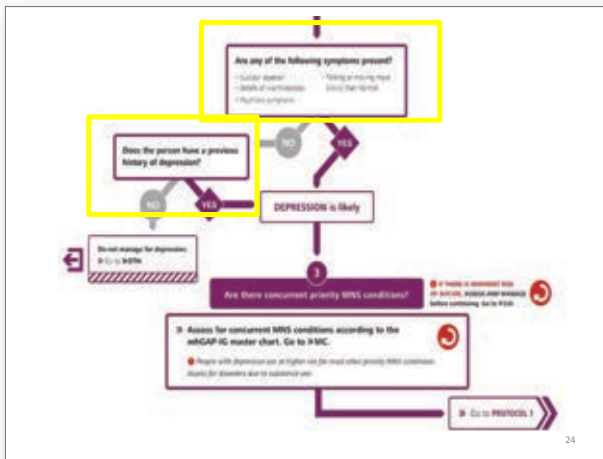 Are any of the following symptoms present?
• Suicidal ideation
• Beliefs of worthlessness
• Psychotic symptoms
• Talking or moving more
slowly than normal
NO
YES
Does the person have a previous
history of depression?
NO
YES
DEPRESSION is likely
Do not manage for depression.
» Go to » OTH
3
Are there concurrent priority MNS conditions?
IF THERE IS IMMINENT RISK
OF SUICIDE, ASSESS AND MANAGE
before continuing. Go to » SUI
» Assess for concurrent MNS conditions according to the
mhGAP-IG master chart. Go to » MC.
People with depression are at higher risk for most other priority MNS conditions.
Assess for disorders due to substance use.
» Go to PROTOCOL 1
24